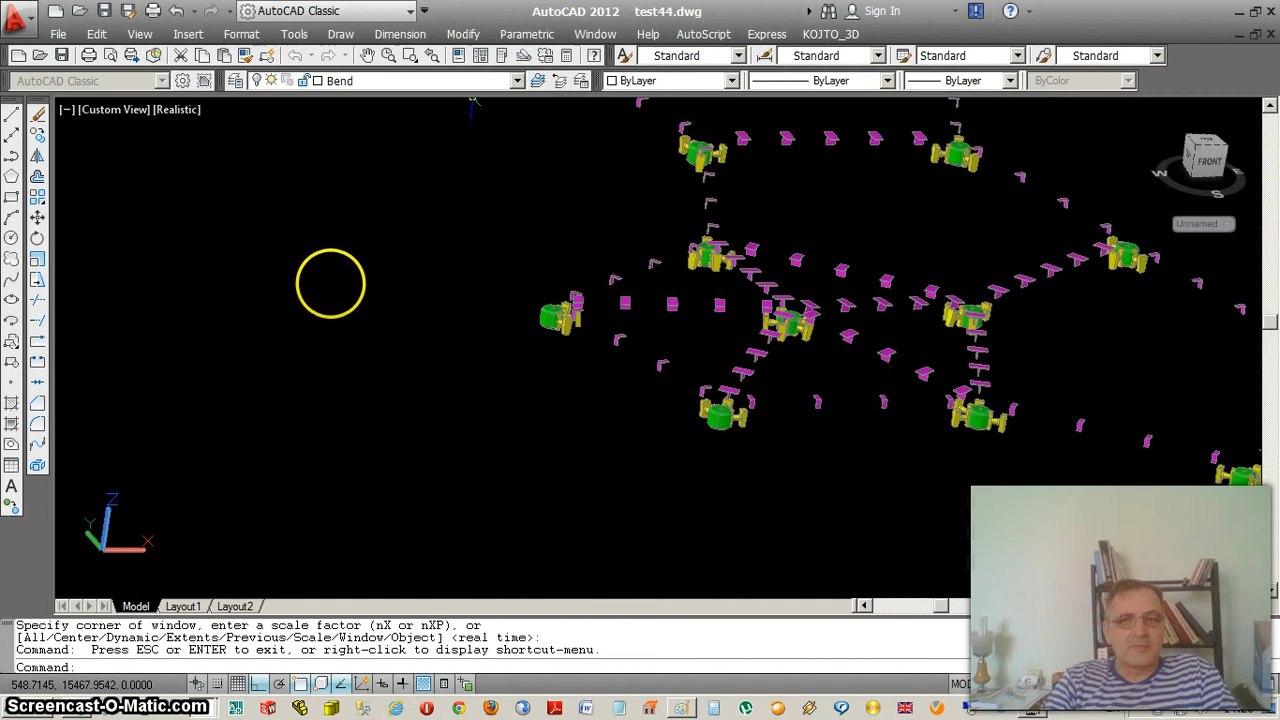 AutoCAD Classic
AutoCAD 2012 test44.dwg
Sign In
File Edit View Insert Format Tools Draw Dimension Modify Parametric Window Help AutoScript Express KOJTO_3D
Standard Standard Standard Standard
AutoCAD Classic Bend ByLayer ByLayer ByLayer ByColor
[−] [Custom View] [Realistic]
FRONT
W S
Unnamed
Z
Y X
Model Layout1 Layout2
Specify corner of window, enter a scale factor (nX or nXP), or
[All/Center/Dynamic/Extents/Previous/Scale/Window/Object] <real time>:
Command: Press ESC or ENTER to exit, or right-click to display shortcut-menu.
Command:
548.7145, 15467.9542, 0.0000
Screencast-O-Matic.com